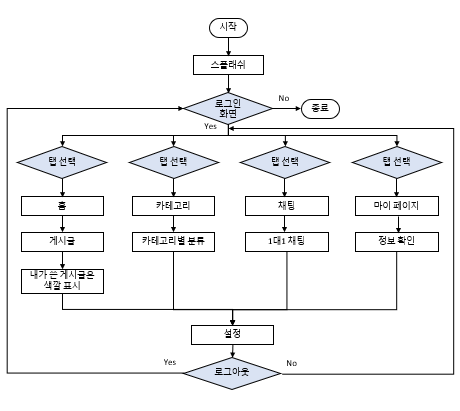 시작
스플래쉬
로그인
화면
No
종료
Yes
탭 선택
탭 선택
탭 선택
탭 선택
홈
카테고리
채팅
마이 페이지
게시글
카테고리별 분류
1대1 채팅
정보 확인
내가 쓴 게시글은
색깔 표시
설정
Yes
로그아웃
No